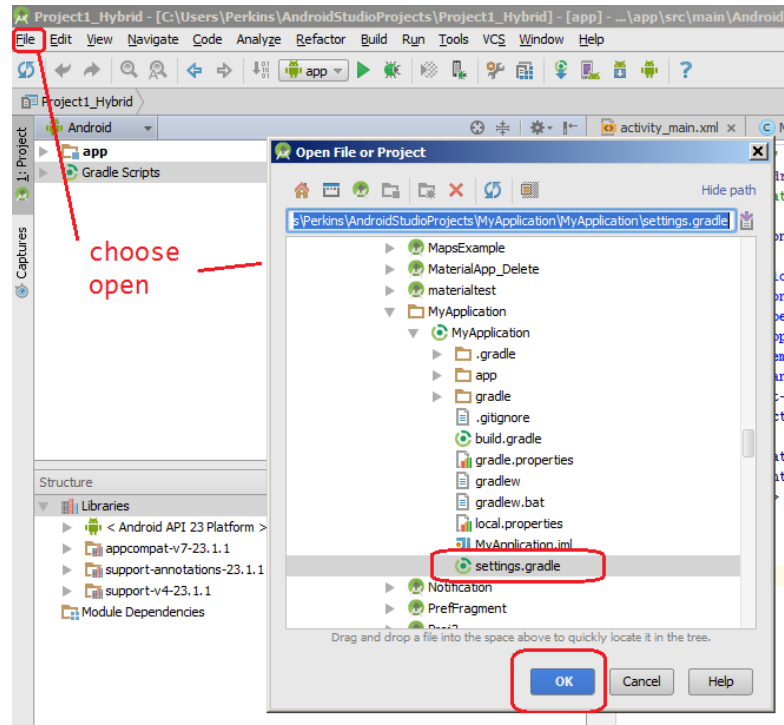 Project1_Hybrid - [C:\Users\Perkins\AndroidStudioProjects\Project1_Hybrid] - [app] - ...\app\src\main\Android
File Edit View Navigate Code Analyze Refactor Build Run Tools VCS Window Help
app
Project1_Hybrid
Android
activity_main.xml
1: Project
Captures
app
Gradle Scripts
choose
open
Open File or Project
Hide path
s\Perkins\AndroidStudioProjects\MyApplication\MyApplication\settings.gradle
MapsExample
MaterialApp_Delete
materialtest
MyApplication
MyApplication
.gradle
app
gradle
.gitignore
build.gradle
gradle.properties
gradlew
gradlew.bat
local.properties
MyApplication.iml
settings.gradle
Notification
PrefFragment
Proj2
Drag and drop a file into the space above to quickly locate it in the tree.
OK Cancel Help
Structure
Libraries
< Android API 23 Platform >
appcompat-v7-23.1.1
support-annotations-23.1.1
support-v4-23.1.1
Module Dependencies